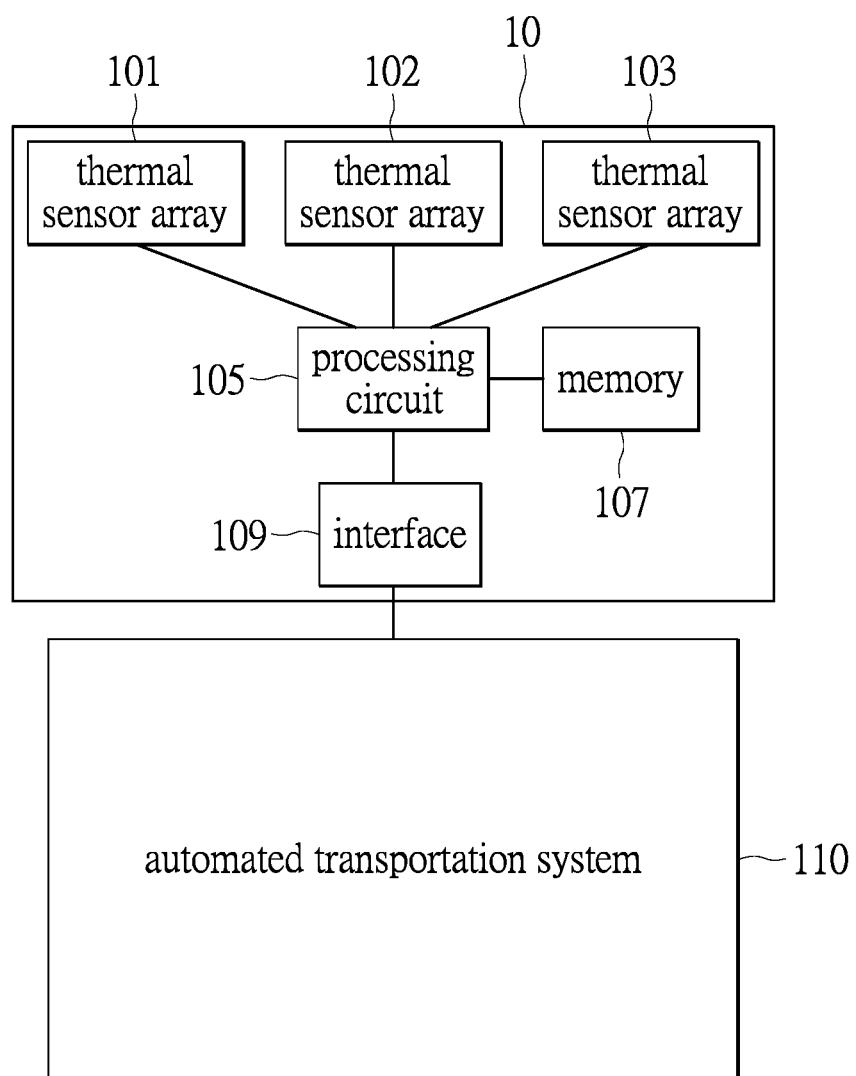 10
101
102
103
thermal
sensor array
thermal
sensor array
thermal
sensor array
105
processing
circuit
memory
107
109
interface
automated transportation system
110